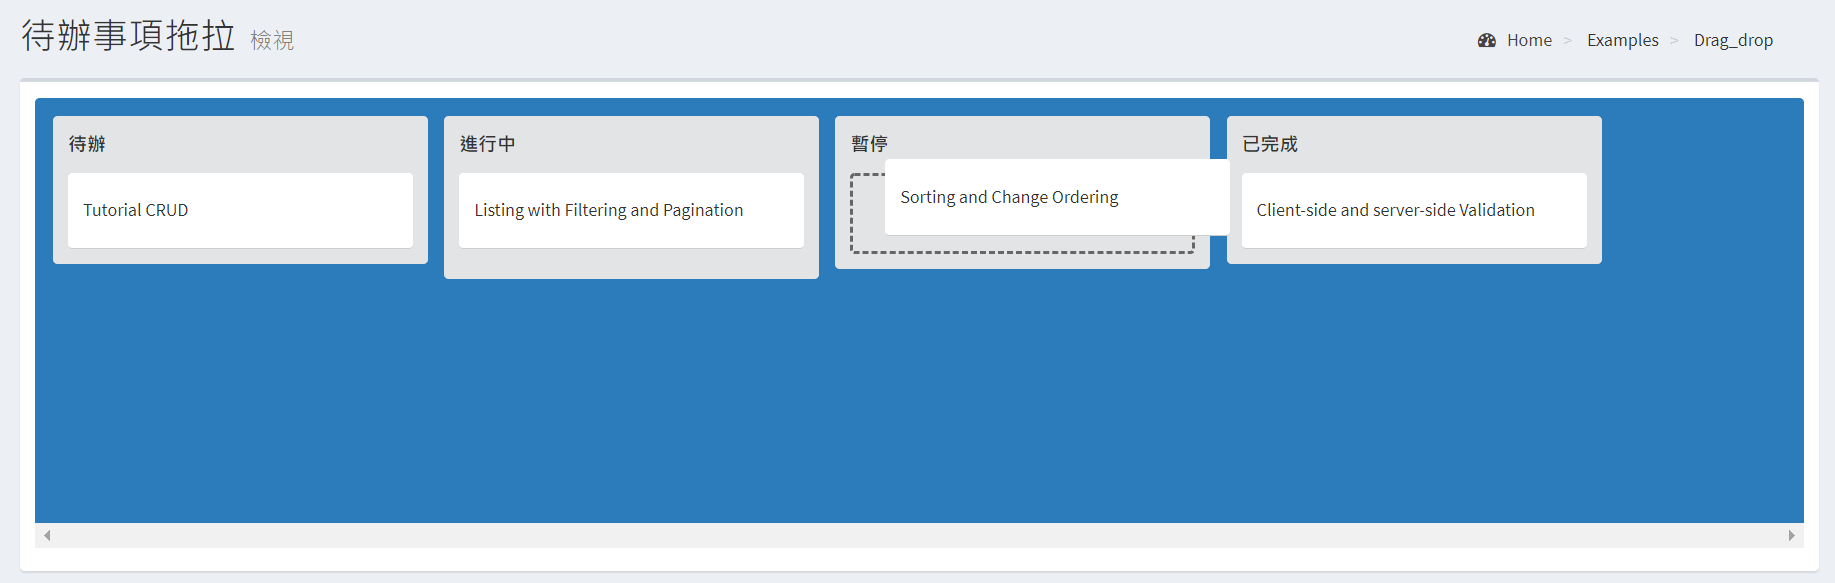 待辦事項拖拉 檢視
Home > Examples > Drag_drop
待辦
Tutorial CRUD
進行中
Listing with Filtering and Pagination
暫停
Sorting and Change Ordering
已完成
Client-side and server-side Validation